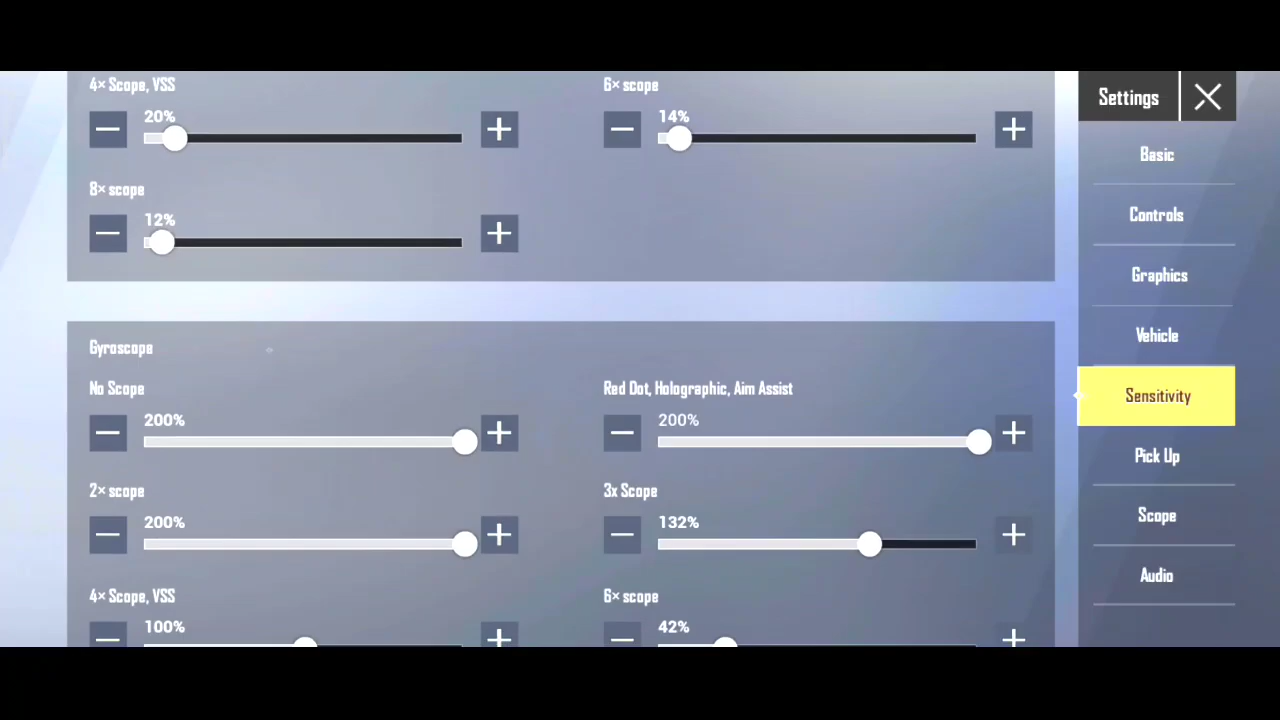 4× Scope, VSS
6× scope
20%
14%
8× scope
12%
Gyroscope
No Scope
Red Dot, Holographic, Aim Assist
200%
200%
2× scope
3x Scope
200%
132%
4× Scope, VSS
6× scope
100%
42%
Settings
Basic
Controls
Graphics
Vehicle
Sensitivity
Pick Up
Scope
Audio